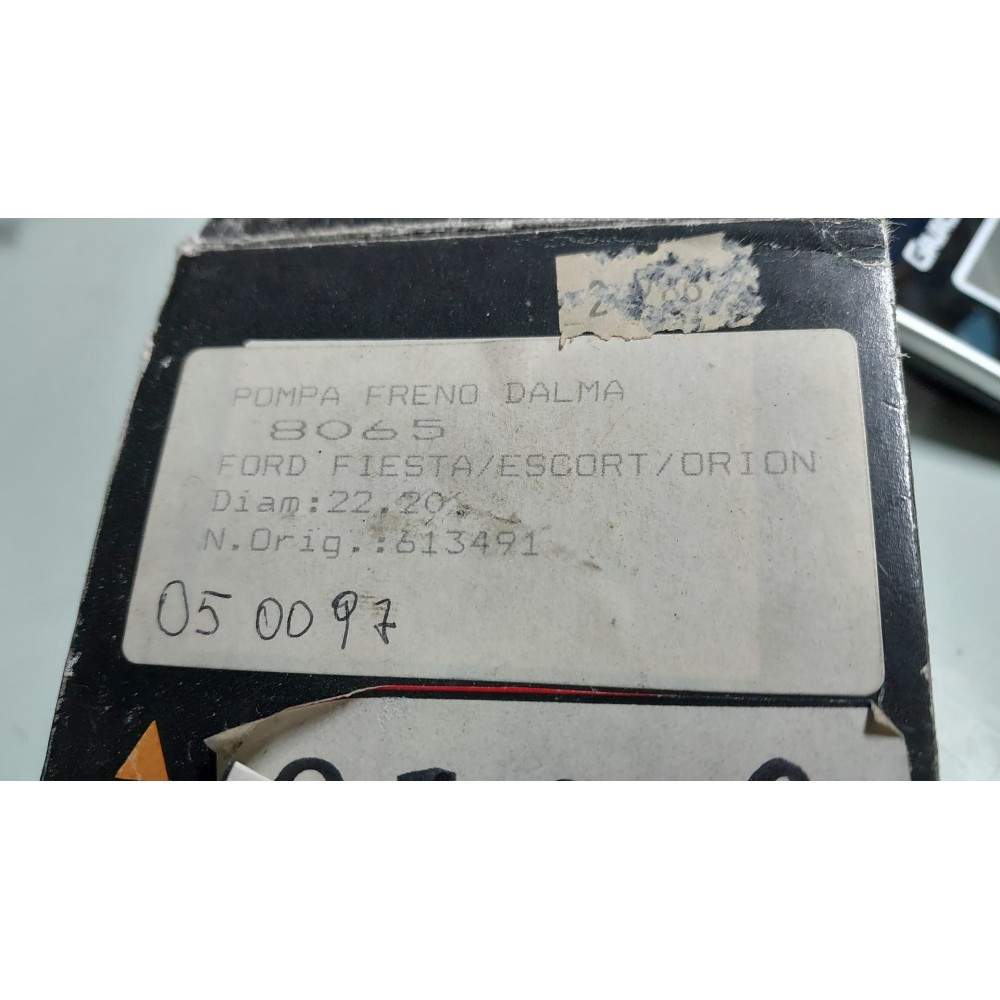 POMPA FRENO DALMA
8065
FORD FIESTA/ESCORT/ORION
Diam:22.20
N.Orig.:613491
05 0097